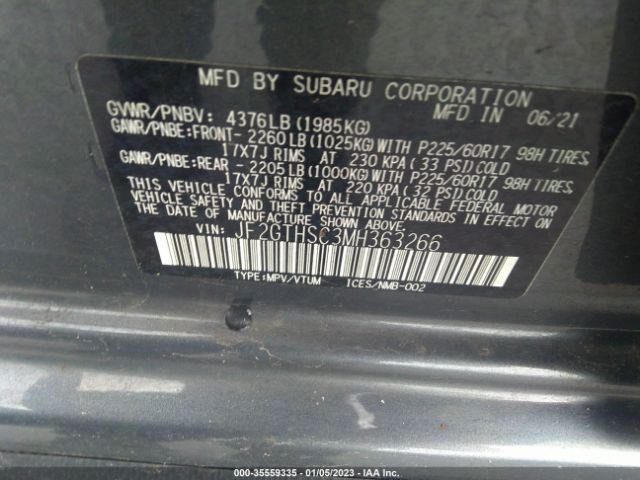 MFD BY SUBARU CORPORATION
MFD IN 06/21
GVWR/PNBV: 4376LB(1985KG)
GAWR/PNBE:FRONT-2260LB(1025KG)WITH P225/60R17 98H TIRES,
17X7J RIMS AT 230 KPA(33 PSI)COLD
GAWR/PNBE:REAR -2205LB(1000KG)WITH P225/60R17 98H TIRES,
17X7J RIMS AT 220 KPA(32 PSI)COLD
THIS VEHICLE CONFORMS TO ALL APPLICABLE FEDERAL MOTOR
VEHICLE SAFETY AND THEFT PREVENTION STANDARDS IN EFFECT
ON THE DATE OF MANUFACTURE SHOWN ABOVE.
VIN: JF2GTHSC3MH363266
TYPE:MPV/VTUM ICES/NMB-002
000-35559335 - 01/05/2023 - IAA Inc.